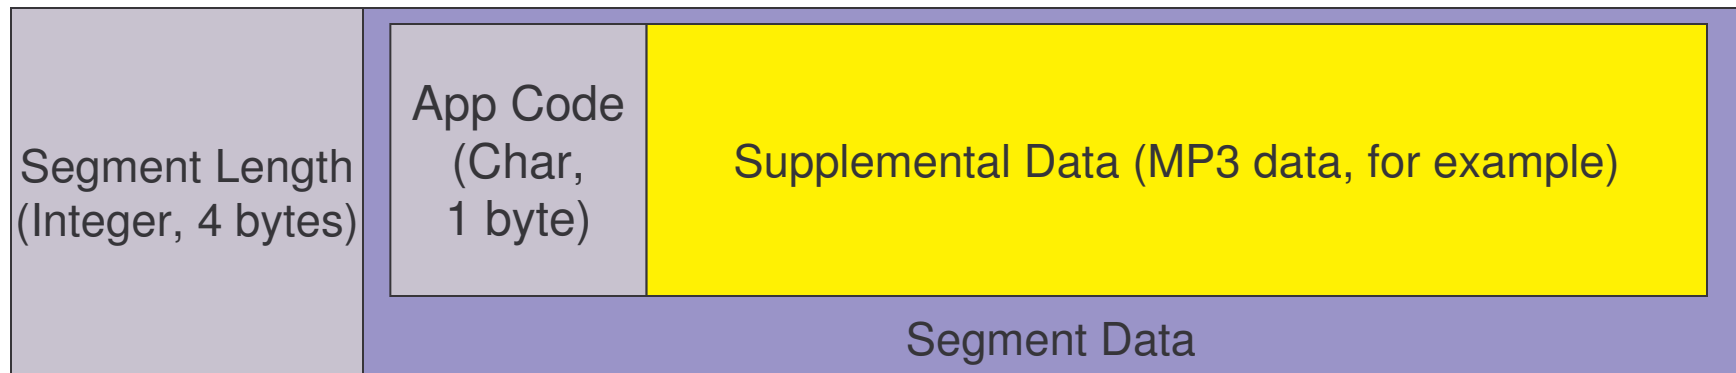 Segment Length
(Integer, 4 bytes)
App Code
(Char,
1 byte)
Supplemental Data (MP3 data, for example)
Segment Data